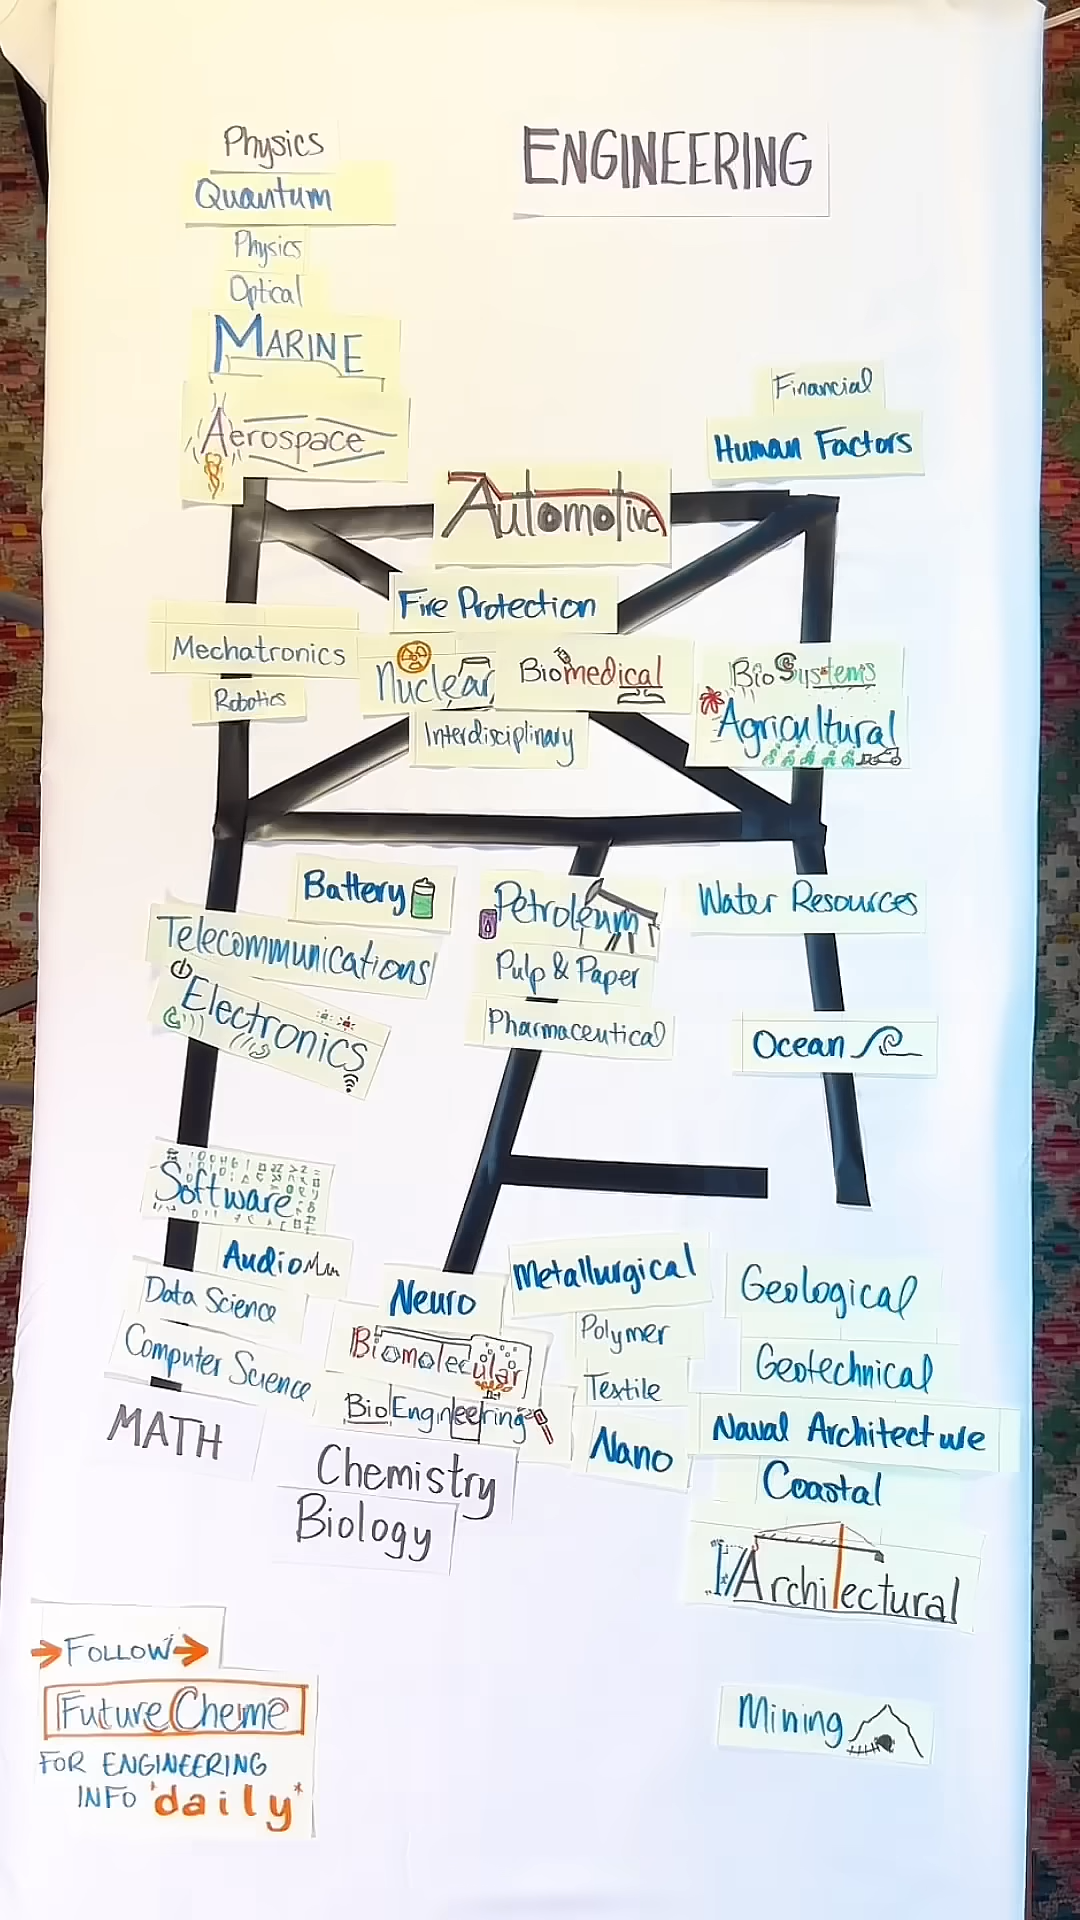 Physics
ENGINEERING
Quantum
Physics
Optical
MARINE
Aerospace
Financial
Human Factors
Automotive
Fire Protection
Mechatronics
Robotics
Nuclear
Biomedical
Interdisciplinary
BioSystems
Agricultural
Battery
Telecommunications
Electronics
Petroleum
Pulp & Paper
Pharmaceutical
Water Resources
Ocean
Software
Audio
Data Science
Computer Science
MATH
Neuro
Biomolecular
BioEngineering
Chemistry
Biology
Metallurgical
Polymer
Textile
Nano
Geological
Geotechnical
Naval Architecture
Coastal
Architectural
Mining
FOLLOW
FutureCheme
FOR ENGINEERING
INFO *daily*